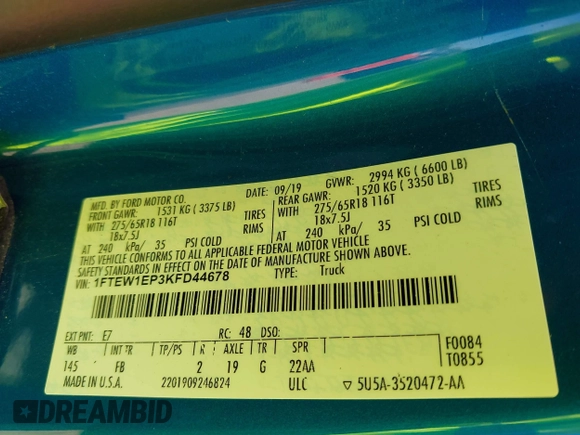 MFD. BY FORD MOTOR CO. 09/19 GVWR: 2994 KG ( 6600 LB)
FRONT GAWR: 1531 KG ( 3375 LB) REAR GAWR: 1520 KG ( 3350 LB)
WITH 275/65R18 116T TIRES WITH 275/65R18 116T TIRES
18x7.5J RIMS 18x7.5J RIMS
AT 240 kPa/ 35 PSI COLD AT 240 kPa/ 35 PSI COLD
THIS VEHICLE CONFORMS TO ALL APPLICABLE FEDERAL MOTOR VEHICLE
SAFETY STANDARDS IN EFFECT ON THE DATE OF MANUFACTURE SHOWN ABOVE.
VIN: 1FTEW1EP3KFD44678 TYPE: Truck
EXT PNT: E7 RC: 48 DSO: F0084
WB INT TR TP/PS R AXLE TR SPR T0855
145 FB 2 19 G 22AA
MADE IN U.S.A. 2201909246824 ULC ▽ 5U5A-3520472-AA
DREAMBID